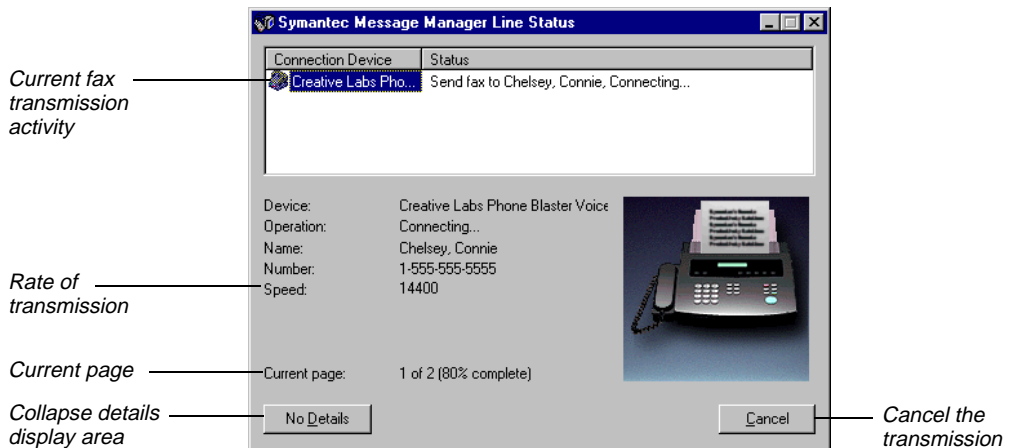 Symantec Message Manager Line Status
Connection Device Status
Creative Labs Pho... Send fax to Chelsey, Connie, Connecting...
Current fax
transmission
activity
Device: Creative Labs Phone Blaster Voice
Operation: Connecting...
Name: Chelsey, Connie
Number: 1-555-555-5555
Speed: 14400
Rate of
transmission
Current page
Current page: 1 of 2 (80% complete)
Collapse details
display area
No Details
Cancel
Cancel the
transmission